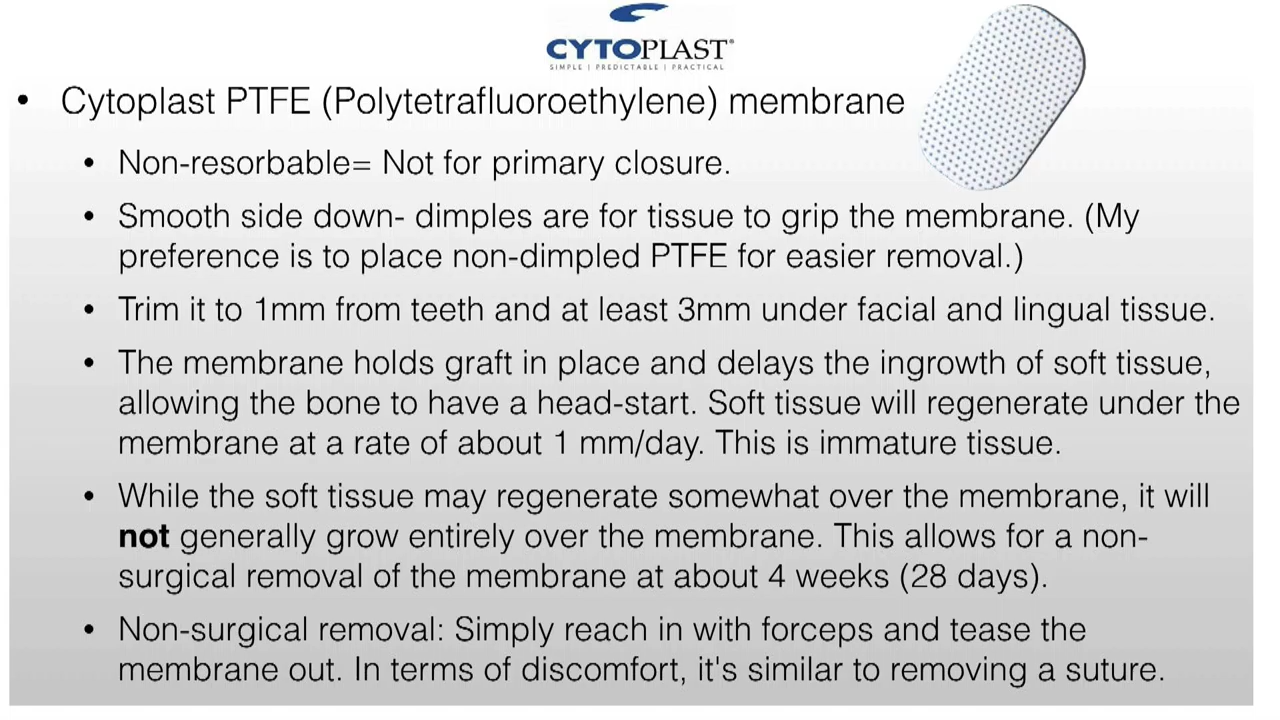 CYTOPLAST®
SIMPLE | PREDICTABLE | PRACTICAL
• Cytoplast PTFE (Polytetrafluoroethylene) membrane
• Non-resorbable= Not for primary closure.
• Smooth side down- dimples are for tissue to grip the membrane. (My
preference is to place non-dimpled PTFE for easier removal.)
• Trim it to 1mm from teeth and at least 3mm under facial and lingual tissue.
• The membrane holds graft in place and delays the ingrowth of soft tissue,
allowing the bone to have a head-start. Soft tissue will regenerate under the
membrane at a rate of about 1 mm/day. This is immature tissue.
• While the soft tissue may regenerate somewhat over the membrane, it will
not generally grow entirely over the membrane. This allows for a non-
surgical removal of the membrane at about 4 weeks (28 days).
• Non-surgical removal: Simply reach in with forceps and tease the
membrane out. In terms of discomfort, it's similar to removing a suture.